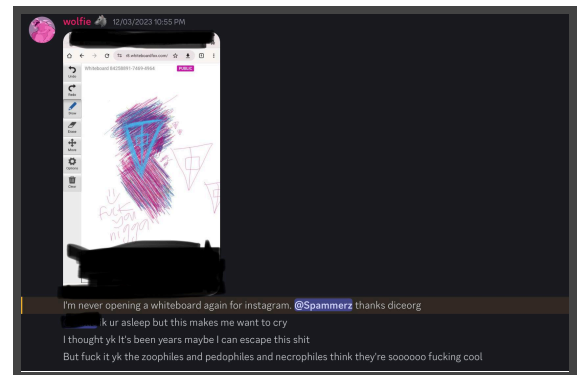 wolfie 12/03/2023 10:55 PM
Whiteboard
PUBLIC
Undo
Redo
Draw
Erase
Move
Options
Clear
Fuck
you
I'm never opening a whiteboard again for instagram. @Spammerz thanks diceorg
k ur asleep but this makes me want to cry
I thought yk It's been years maybe I can escape this shit
But fuck it yk the zoophiles and pedophiles and necrophiles think they're soooooo fucking cool